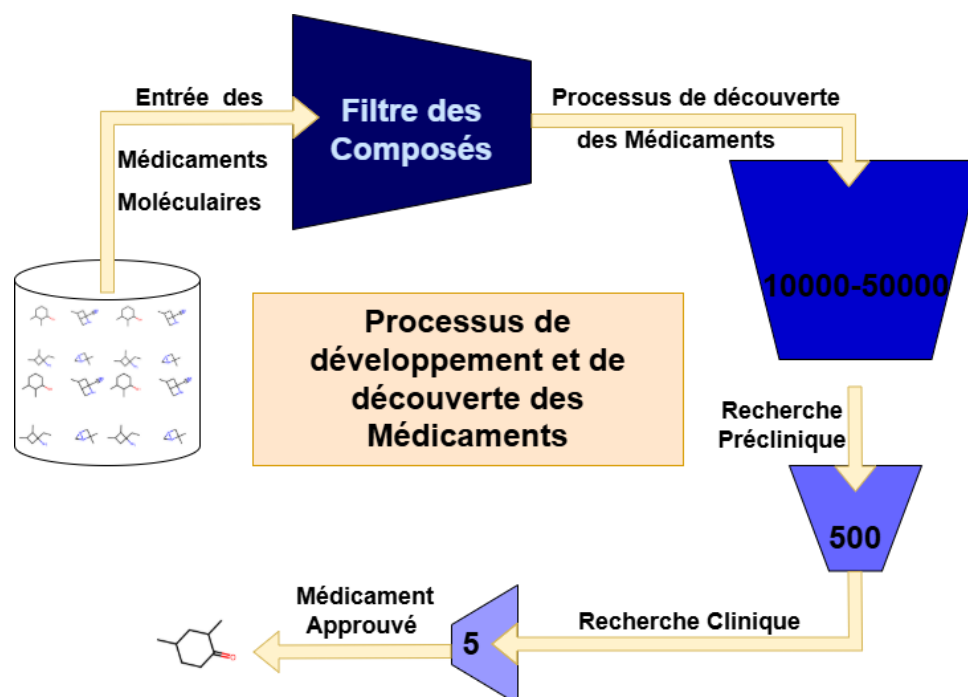 Entrée des
Médicaments
Moléculaires
Filtre des
Composés
Processus de découverte
des Médicaments
10000-50000
Processus de
développement et de
découverte des
Médicaments
Recherche
Préclinique
500
Recherche Clinique
5
Médicament
Approuvé